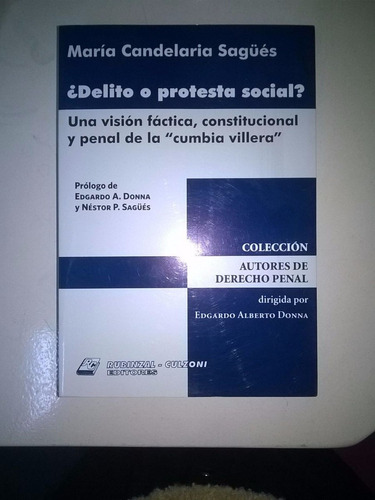 María Candelaria Sagüés
¿Delito o protesta social?
Una visión fáctica, constitucional
y penal de la “cumbia villera”
Prólogo de
EDGARDO A. DONNA
y NÉSTOR P. SAGÜÉS
COLECCIÓN
AUTORES DE
DERECHO PENAL
dirigida por
EDGARDO ALBERTO DONNA
RC
RUBINZAL - CULZONI
EDITORES